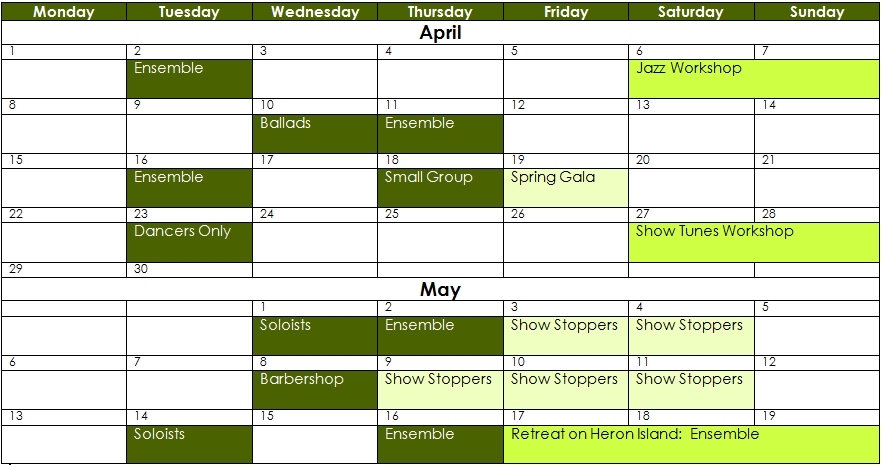 Monday Tuesday Wednesday Thursday Friday Saturday Sunday
April
1 2 3 4 5 6 7
Ensemble Jazz Workshop
8 9 10 11 12 13 14
Ballads Ensemble
15 16 17 18 19 20 21
Ensemble Small Group Spring Gala
22 23 24 25 26 27 28
Dancers Only Show Tunes Workshop
29 30
May
1 2 3 4 5
Soloists Ensemble Show Stoppers Show Stoppers
6 7 8 9 10 11 12
Barbershop Show Stoppers Show Stoppers Show Stoppers
13 14 15 16 17 18 19
Soloists Ensemble Retreat on Heron Island: Ensemble